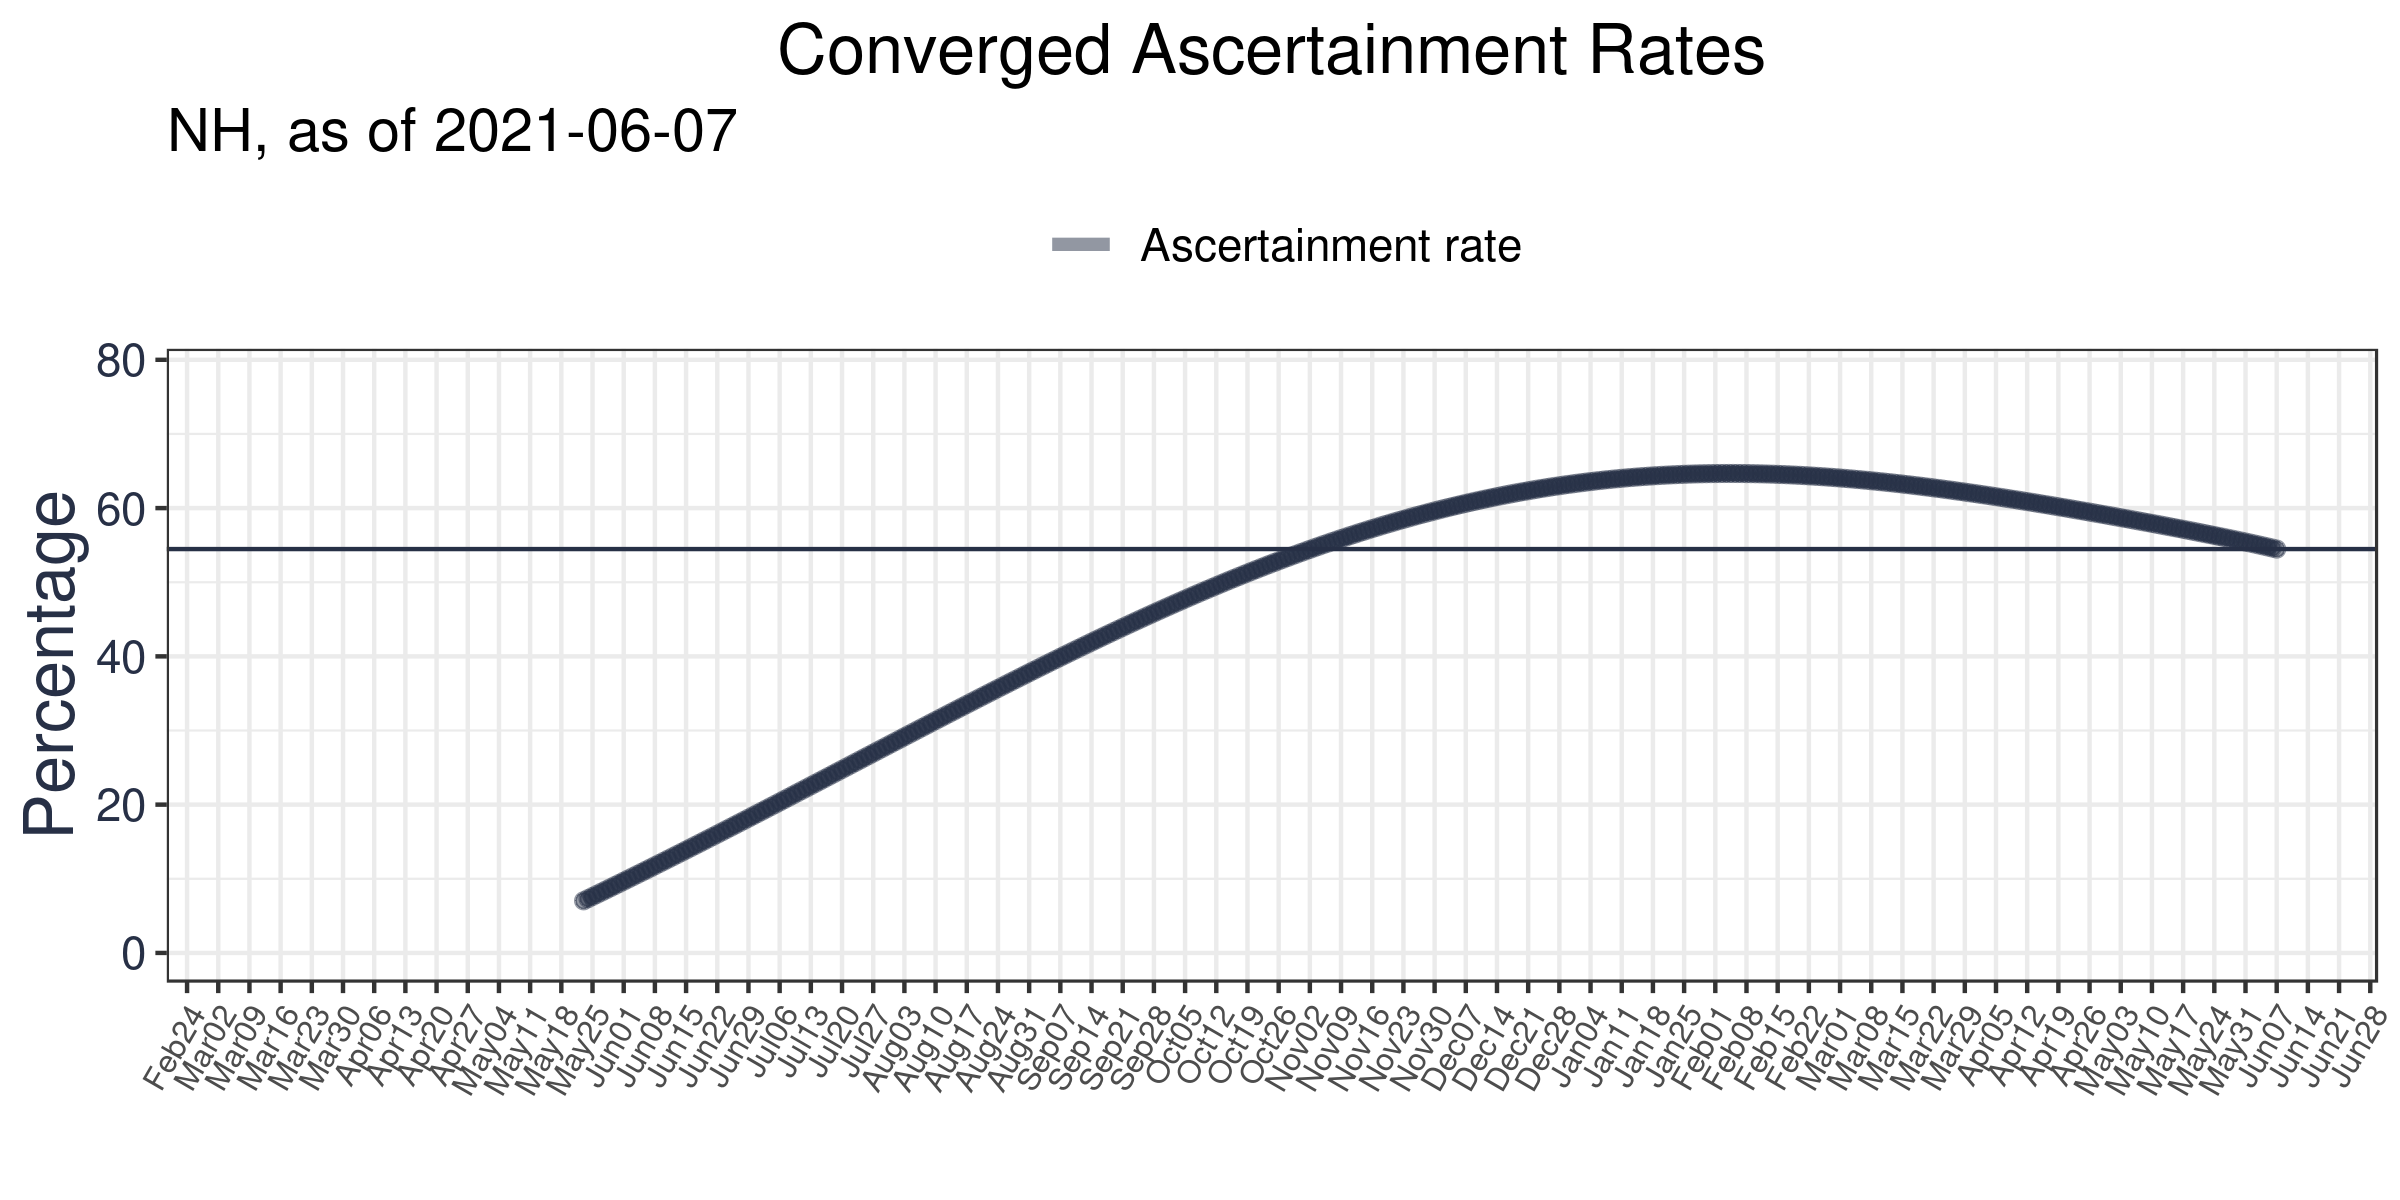 Converged Ascertainment Rates
NH, as of 2021-06-07
Ascertainment rate
Percentage
80
60
40
20
0
Feb24
Mar02
Mar09
Mar16
Mar23
Mar30
Apr06
Apr13
Apr20
Apr27
May04
May11
May18
May25
Jun01
Jun08
Jun15
Jun22
Jun29
Jul06
Jul13
Jul20
Jul27
Aug03
Aug10
Aug17
Aug24
Aug31
Sep07
Sep14
Sep21
Sep28
Oct05
Oct12
Oct19
Oct26
Nov02
Nov09
Nov16
Nov23
Nov30
Dec07
Dec14
Dec21
Dec28
Jan04
Jan11
Jan18
Jan25
Feb01
Feb08
Feb15
Feb22
Mar01
Mar08
Mar15
Mar22
Mar29
Apr05
Apr12
Apr19
Apr26
May03
May10
May17
May24
May31
Jun07
Jun14
Jun21
Jun28